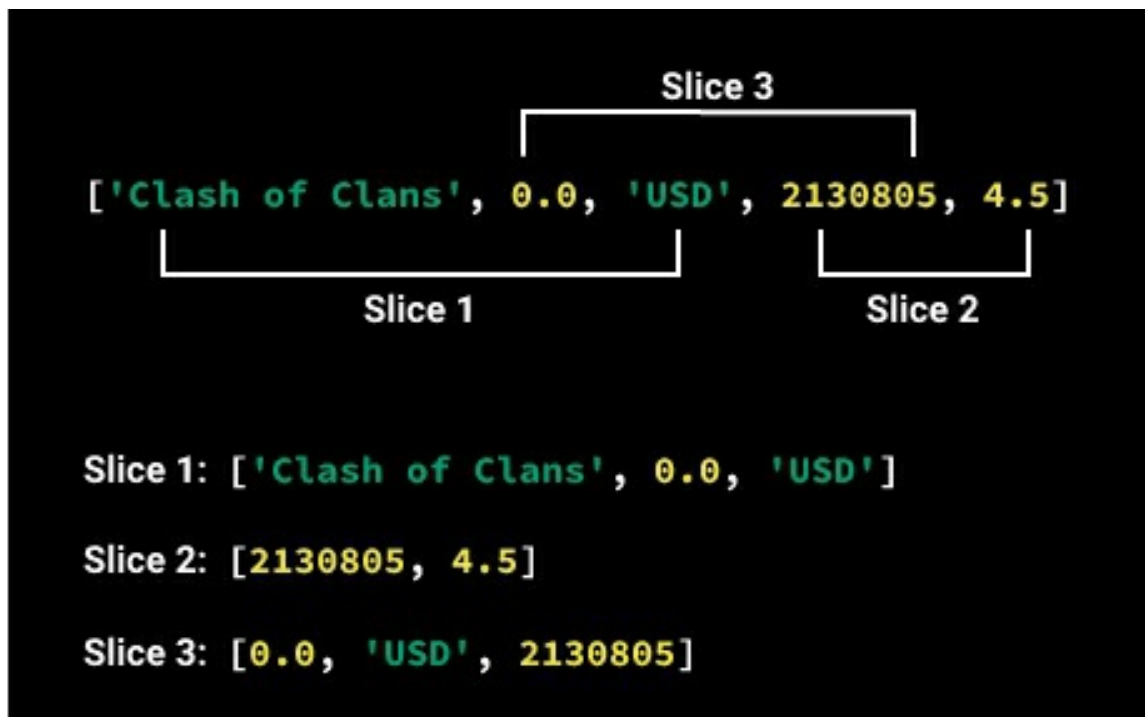 Slice 3
['Clash of Clans', 0.0, 'USD', 2130805, 4.5]
Slice 1
Slice 2
Slice 1: ['Clash of Clans', 0.0, 'USD']
Slice 2: [2130805, 4.5]
Slice 3: [0.0, 'USD', 2130805]